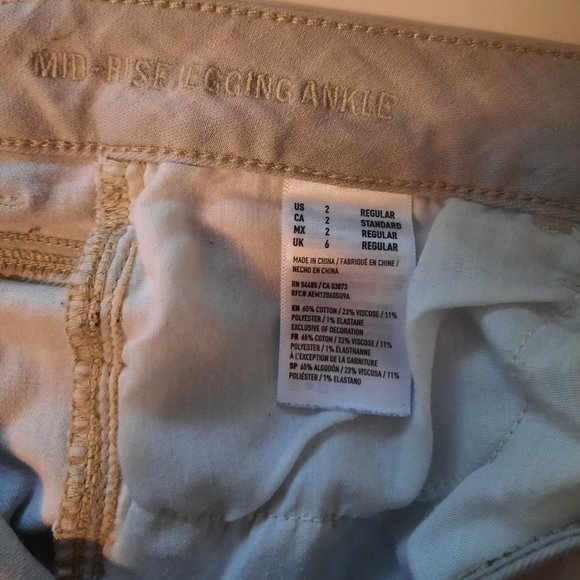 MID-RISE JEGGING ANKLE
US 2 REGULAR
CA 2 STANDARD
MX 2 REGULAR
UK 6 REGULAR
MADE IN CHINA / FABRIQUÉ EN CHINE /
HECHO EN CHINA
RN 54485 / CA 03873
RFC# AEM120605U9A
EN 65% COTTON / 23% VISCOSE / 11%
POLYESTER / 1% ELASTANE
EXCLUSIVE OF DECORATION
FR 65% COTON / 23% VISCOSE / 11%
POLYESTER / 1% ÉLASTHANNE
À L'EXCEPTION DE LA GARNITURE
SP 65% ALGODÓN / 23% VISCOSA / 11%
POLIÉSTER / 1% ELASTANO